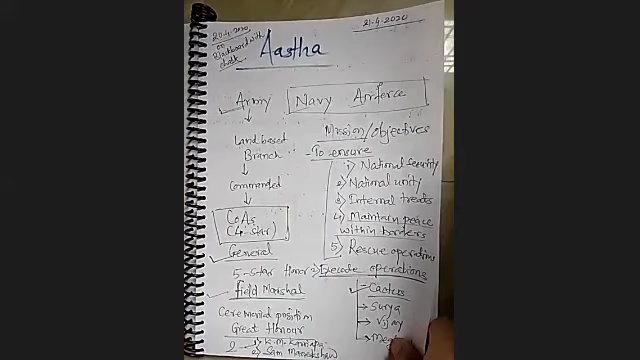 20.4.2020
on
Blackboard with
chalk
21.4.2020
Aastha
Army
Navy Airforce
Land based
Branch
Commanded
COAs
(4 star)
General
5-star Honor
Field Marshal
Ceremonial position
Great Honour
2
1) K.M. Kariappa
2) Sam Manekshaw
Mission/objectives
- To ensure
1) National security
2) National unity
3) Internal treads
4) Maintain peace
within borders
5) Rescue operations
operations
Cactus
Surya
Vijay